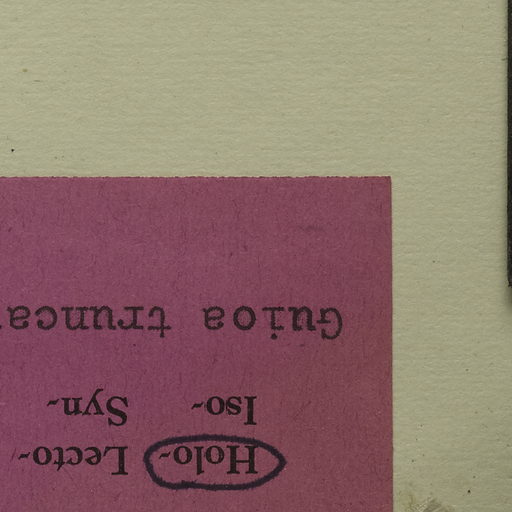 Holo- Lecto-
Iso- Syn-
Guioa trunca